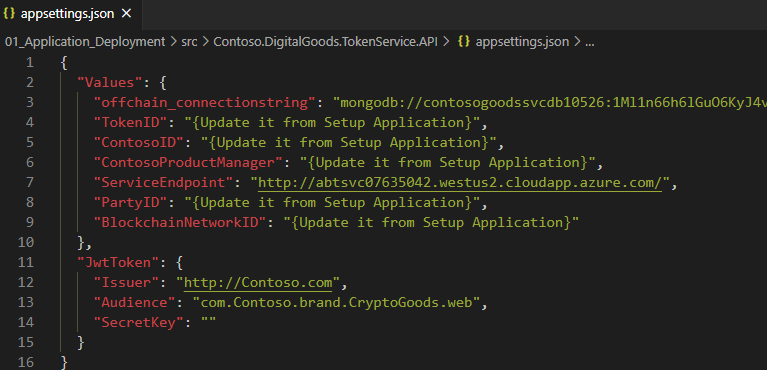 {} appsettings.json ×
01_Application_Deployment > src > Contoso.DigitalGoods.TokenService.API > {} appsettings.json > ...
1 {
2 "Values": {
3 "offchain_connectionstring": "mongodb://contosogoodssvcdb10526:1Ml1n66h6lGuO6KyJ4v
4 "TokenID": "{Update it from Setup Application}",
5 "ContosoID": "{Update it from Setup Application}",
6 "ContosoProductManager": "{Update it from Setup Application}",
7 "ServiceEndpoint": "http://abtsvc07635042.westus2.cloudapp.azure.com/",
8 "PartyID": "{Update it from Setup Application}",
9 "BlockchainNetworkID": "{Update it from Setup Application}"
10 },
11 "JwtToken": {
12 "Issuer": "http://Contoso.com",
13 "Audience": "com.Contoso.brand.CryptoGoods.web",
14 "SecretKey": ""
15 }
16 }